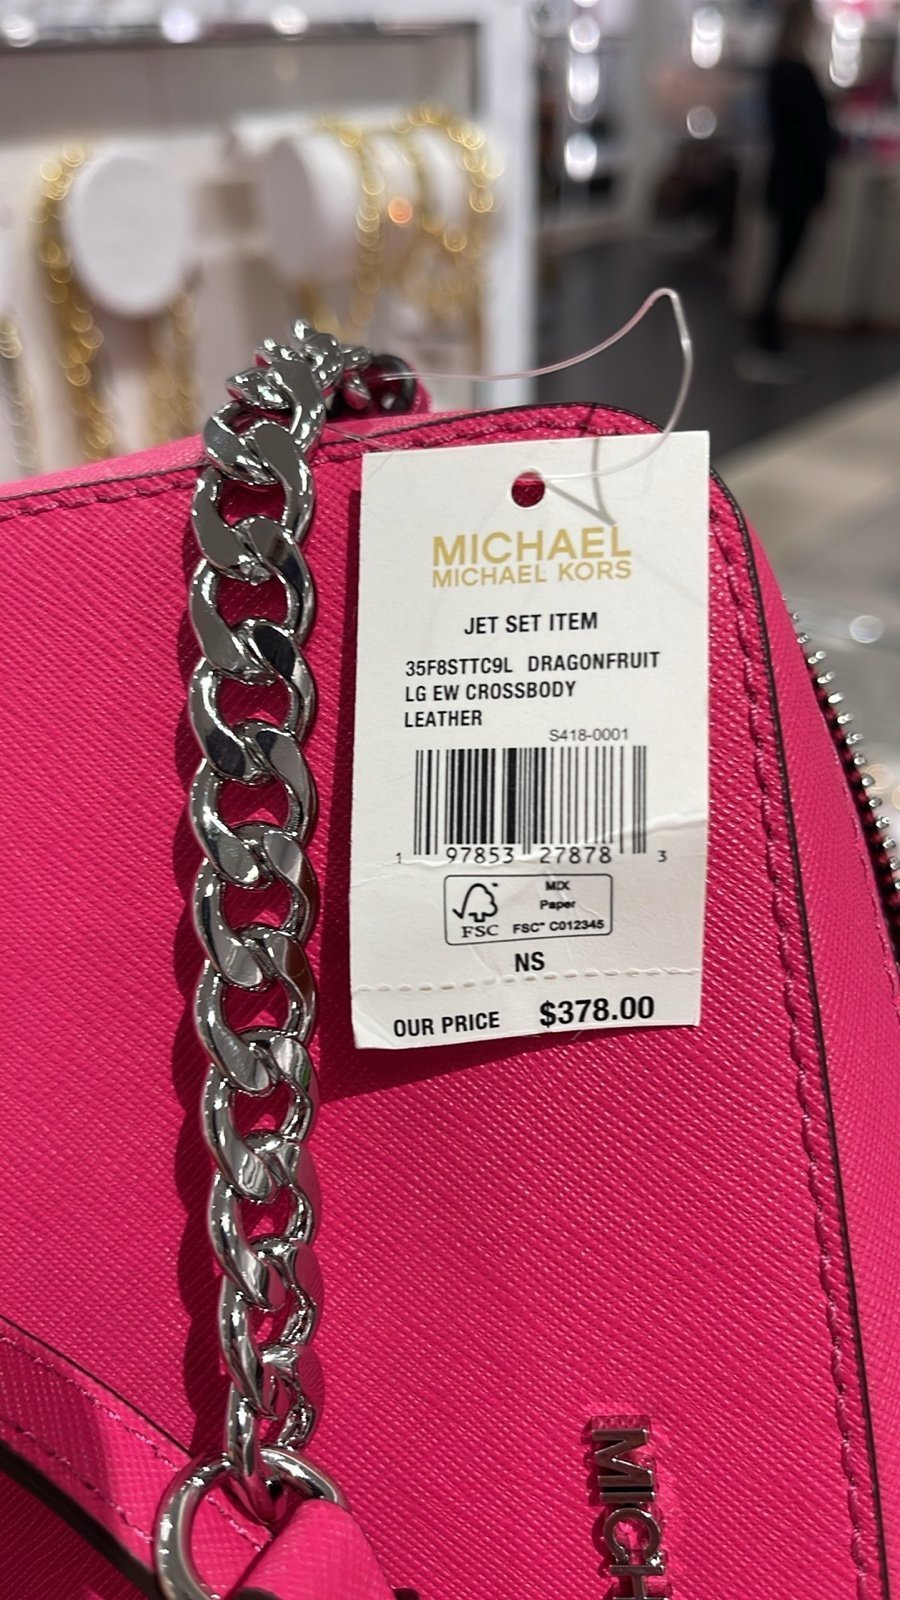 MICHAEL
MICHAEL KORS
JET SET ITEM
35F8STTC9L DRAGONFRUIT
LG EW CROSSBODY
LEATHER
S418-0001
1 97853 27878 3
MIX
Paper
FSC™ C012345
FSC
NS
OUR PRICE $378.00
MICH